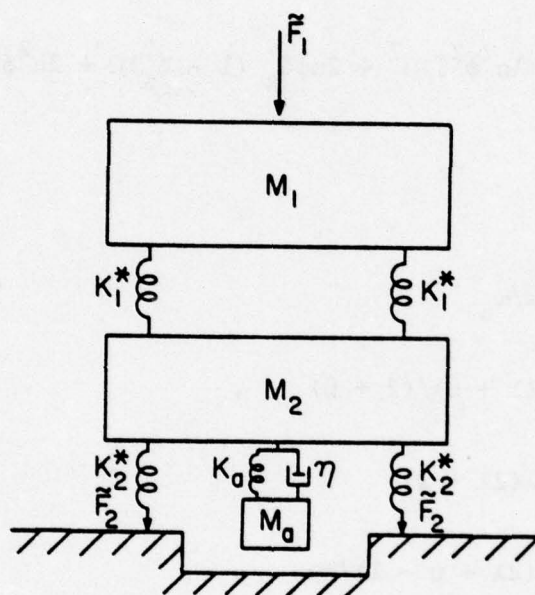 F̃₁
M₁
K₁* K₁*
M₂
K₂* Kₐ η K₂*
F̃₂ Mₐ F̃₂